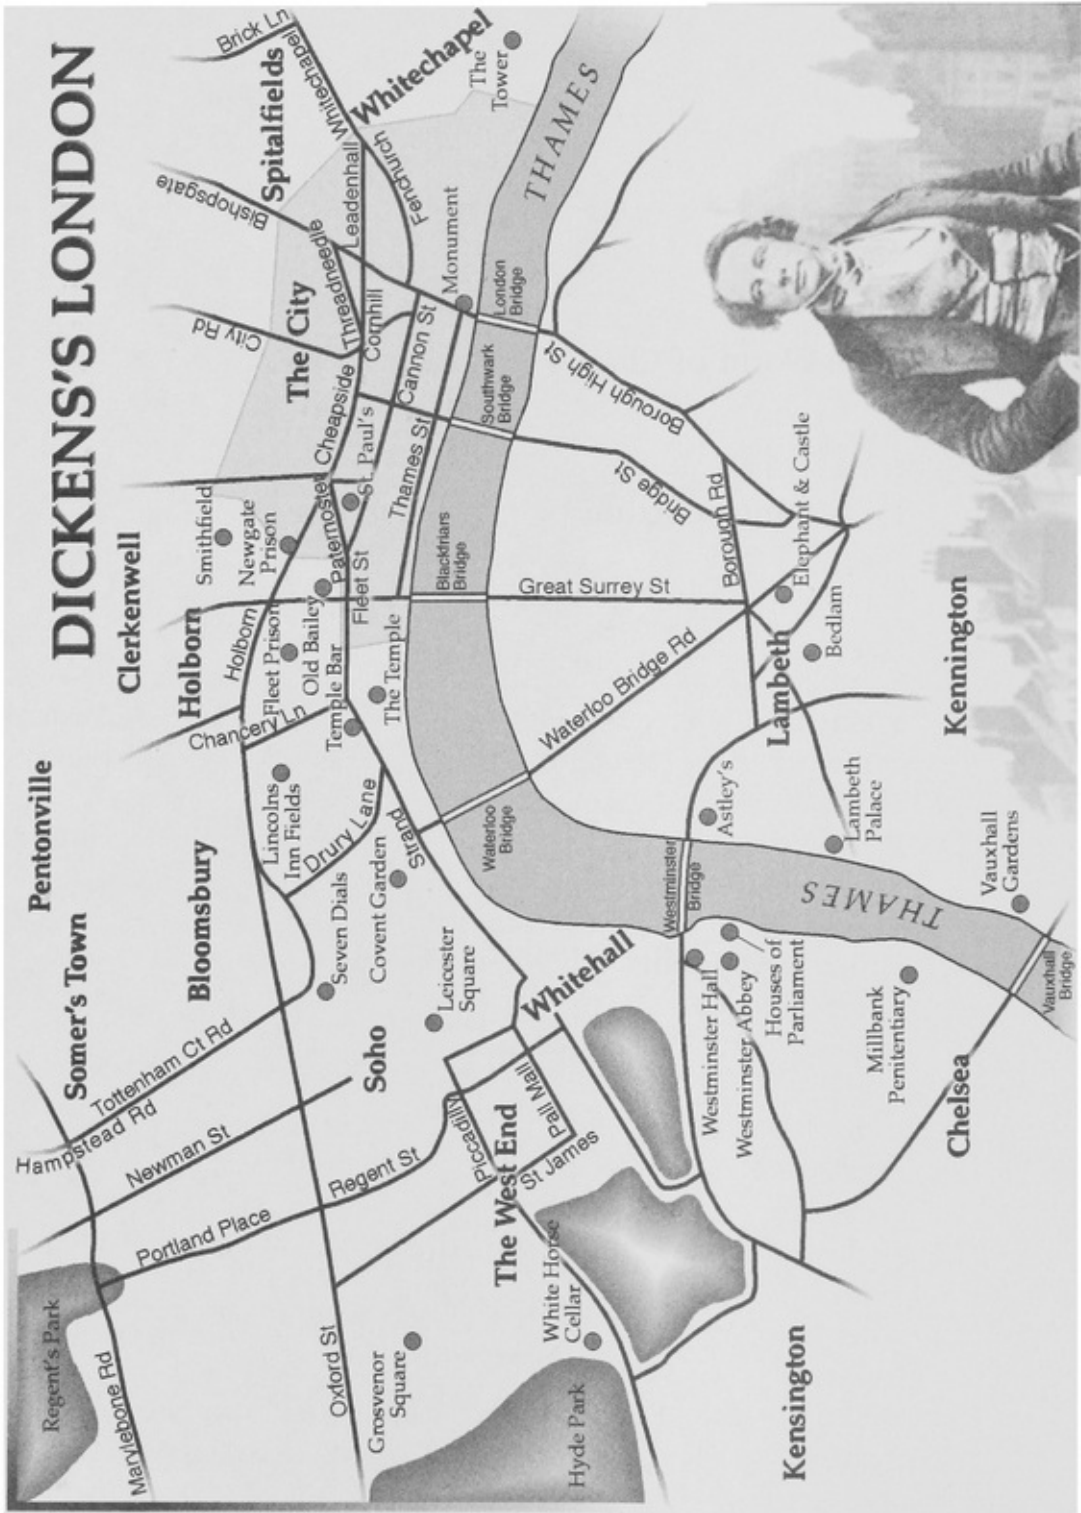 DICKENS'S LONDON
Pentonville
Clerkenwell
Somer's Town
Spitalfields
Brick Ln
Whitechapel
Whitechapel
The
Tower
Bishopsgate
Leadenhall
Fenchurch
Threadneedle
City Rd
The City
Cornhill
Cannon St
Monument
Cheapside
St. Paul's
Thames St
Paternoster
Smithfield
Newgate
Prison
Holborn
Holborn
Fleet Prison
Old Bailey
Fleet St
Temple Bar
The Temple
Chancery Ln
Lincolns
Inn Fields
Drury Lane
Bloomsbury
Seven Dials
Covent Garden
Strand
Leicester
Square
Soho
Tottenham Ct Rd
Hampstead Rd
Newman St
Portland Place
Regent St
Piccadilly
Pall Mall
St James
The West End
Whitehall
Regent's Park
Marylebone Rd
Oxford St
Grosvenor
Square
White Horse
Cellar
Hyde Park
Kensington
THAMES
London
Bridge
Southwark
Bridge
Blackfriars
Bridge
Waterloo
Bridge
Westminster
Bridge
THAMES
Vauxhall
Bridge
Borough High St
Bridge St
Borough Rd
Great Surrey St
Waterloo Bridge Rd
Elephant & Castle
Bedlam
Lambeth
Kennington
Astley's
Lambeth
Palace
Vauxhall
Gardens
Westminster Hall
Westminster Abbey
Houses of
Parliament
Millbank
Penitentiary
Chelsea